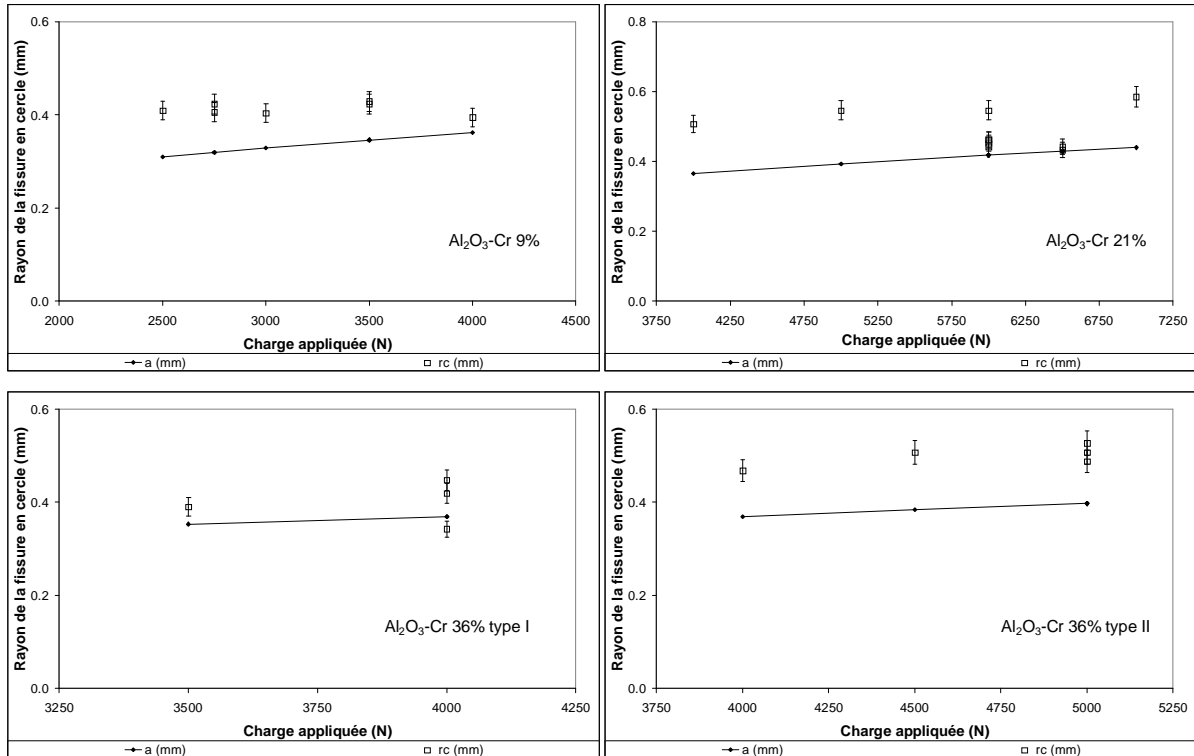 Rayon de la fissure en cercle (mm)
0.6
0.4
0.2
0.0
Al₂O₃-Cr 9%
2000 2500 3000 3500 4000 4500
Charge appliquée (N)
a (mm) rc (mm)
Rayon de la fissure en cercle (mm)
0.8
0.6
0.4
0.2
0.0
Al₂O₃-Cr 21%
3750 4250 4750 5250 5750 6250 6750 7250
Charge appliquée (N)
a (mm) rc (mm)
Rayon de la fissure en cercle (mm)
0.6
0.4
0.2
0.0
Al₂O₃-Cr 36% type I
3250 3500 3750 4000 4250
Charge appliquée (N)
a (mm) rc (mm)
Rayon de la fissure en cercle (mm)
0.6
0.4
0.2
0.0
Al₂O₃-Cr 36% type II
3750 4000 4250 4500 4750 5000 5250
Charge appliquée (N)
a (mm) rc (mm)